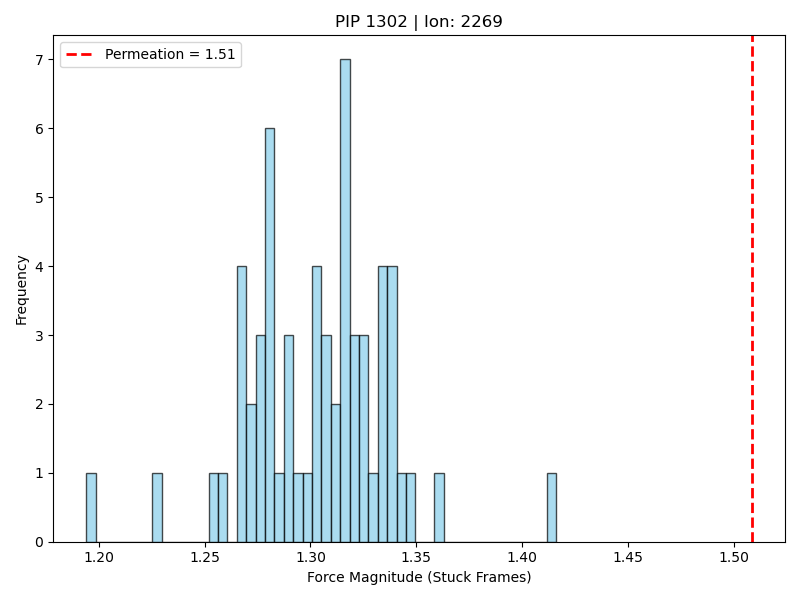 PIP 1302 | Ion: 2269
Permeation = 1.51
Frequency
7
6
5
4
3
2
1
0
1.20 1.25 1.30 1.35 1.40 1.45 1.50
Force Magnitude (Stuck Frames)